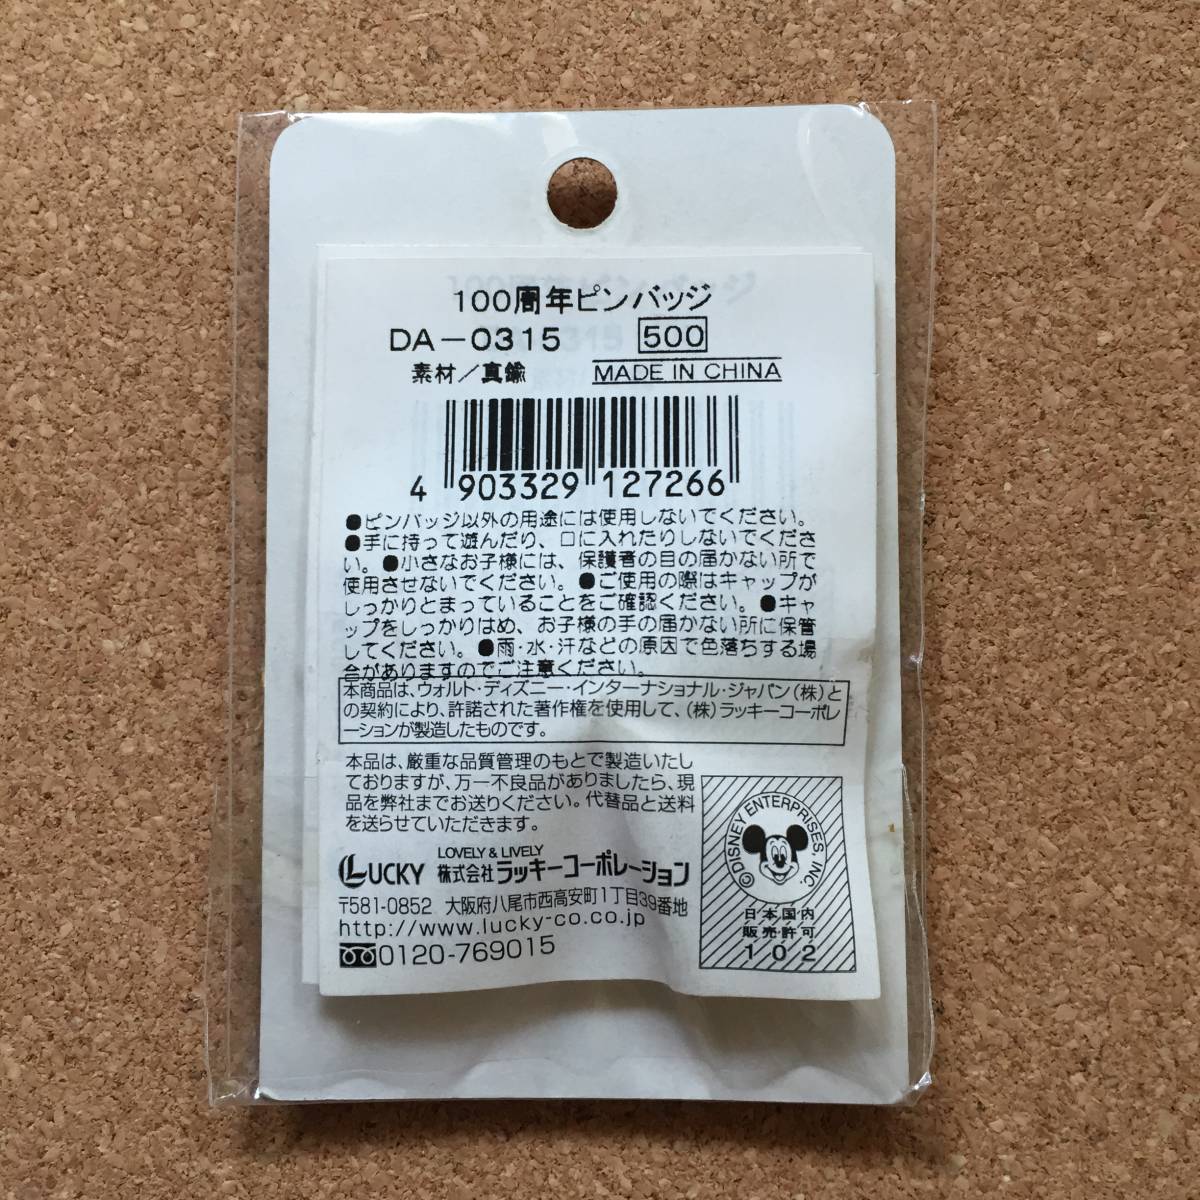 100周年ピンバッジ
DA-0315 500
素材/真鍮 MADE IN CHINA
4 903329 127266
●ピンバッジ以外の用途には使用しないでください。
●手に持って遊んだり、口に入れたりしないでくださ
い。●小さなお子様には、保護者の目の届かない所で
使用させないでください。●ご使用の際はキャップが
しっかりとまっていることをご確認ください。●キャ
ップをしっかりはめ、お子様の手の届かない所に保管
してください。●雨・水・汗などの原因で色落ちする場
合がありますのでご注意ください。
本商品は、ウォルト・ディズニー・インターナショナル・ジャパン(株)と
の契約により、許諾された著作権を使用して、(株)ラッキーコーポレ
ーションが製造したものです。
本品は、厳重な品質管理のもとで製造いたし
ておりますが、万一不良品がありましたら、現
品を弊社までお送りください。代替品と送料
を送らせていただきます。
LUCKY LOVELY & LIVELY
株式会社ラッキーコーポレーション
〒581-0852 大阪府八尾市西高安町1丁目39番地
http://www.lucky-co.co.jp
0120-769015
©DISNEY ENTERPRISES, INC.
日本国内
販売許可
102